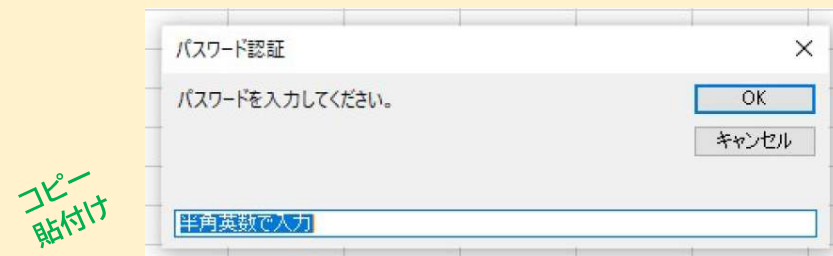 パスワード認証
パスワードを入力してください。
OK
キャンセル
半角英数で入力
コピー
貼付け